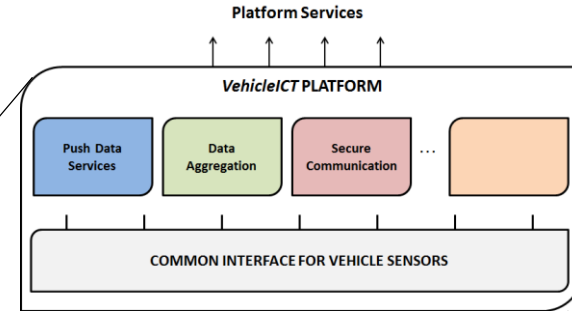 Platform Services
VehicleICT PLATFORM
Push Data
Services
Data
Aggregation
Secure
Communication
...
COMMON INTERFACE FOR VEHICLE SENSORS